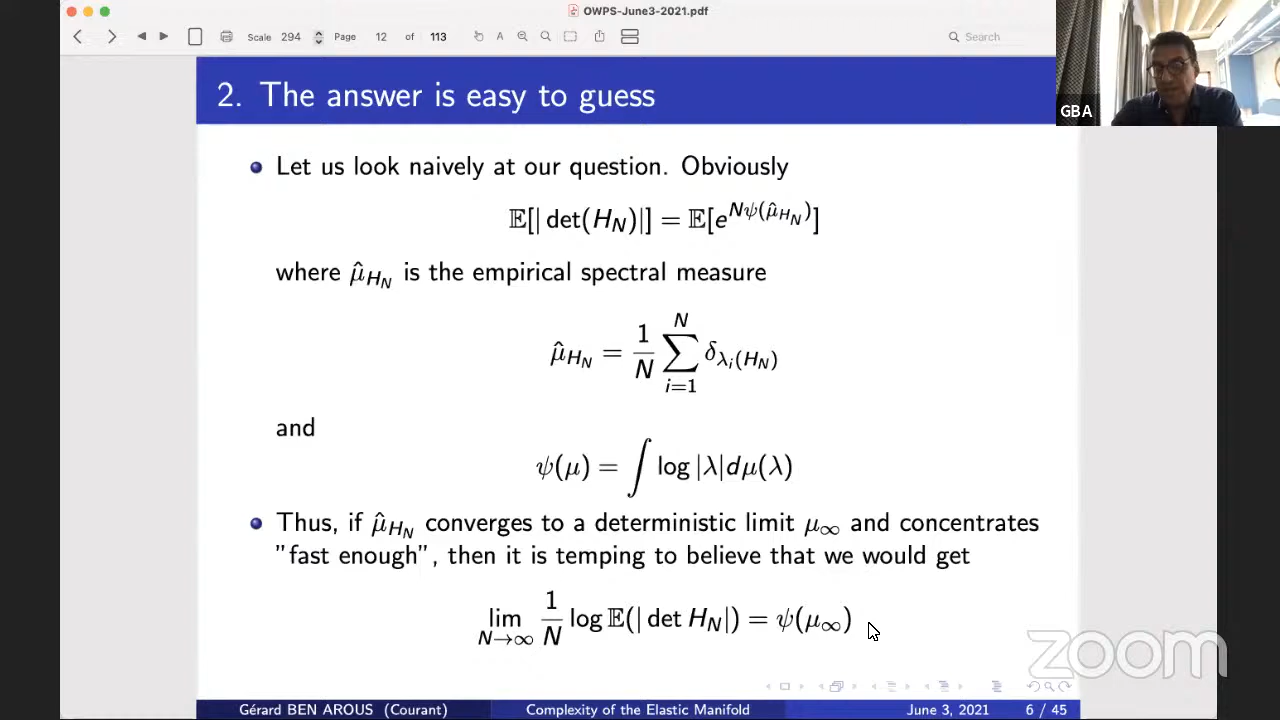 OWPS-June3-2021.pdf
Scale 294 Page 12 of 113 A Search
GBA
2. The answer is easy to guess
Let us look naively at our question. Obviously
𝔼[| det(H_N)|] = 𝔼[e^{Nψ(μ̂_{H_N})}]
where μ̂_{H_N} is the empirical spectral measure
μ̂_{H_N} = \frac{1}{N} \sum_{i=1}^{N} δ_{λ_i(H_N)}
and
ψ(μ) = ∫ log |λ|dμ(λ)
Thus, if μ̂_{H_N} converges to a deterministic limit μ_∞ and concentrates
"fast enough", then it is temping to believe that we would get
\lim_{N→∞} \frac{1}{N} log 𝔼(| det H_N|) = ψ(μ_∞)
zoom
Gérard BEN AROUS (Courant) Complexity of the Elastic Manifold June 3, 2021 6 / 45